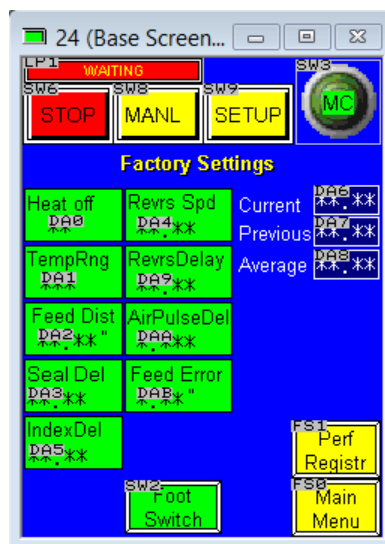 24 (Base Screen...
LP1
WAITING
SW3
SW6 SW8 SW9
STOP MANL SETUP MC
Factory Settings
Heat off Revrs Spd Current DA6 **.**
DA0 *** DA4 **.** Previous DA7 **.**
TempRng RevrsDelay Average DA8 **.**
DA1 *** DA9 **.**
Feed Dist AirPulseDel
DA2 **.**" DAA **.**
Seal Del Feed Error
DA3 **.** DAB *.**"
IndexDel
DA5 **.**
FS1
Perf
Registr
SW2 FS0
Foot Main
Switch Menu